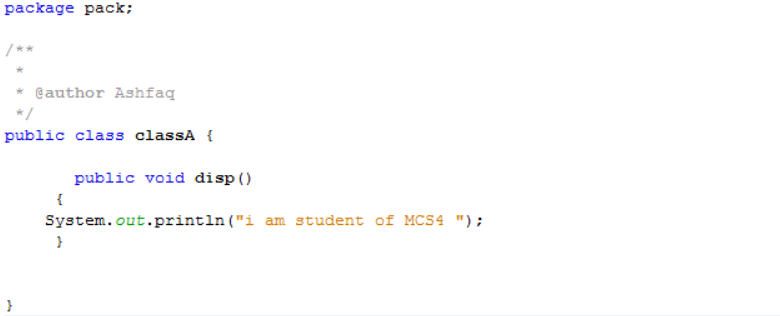 package pack;
/**
*
* @author Ashfaq
*/
public class classA {
public void disp()
{
System.out.println("i am student of MCS4 ");
}
}